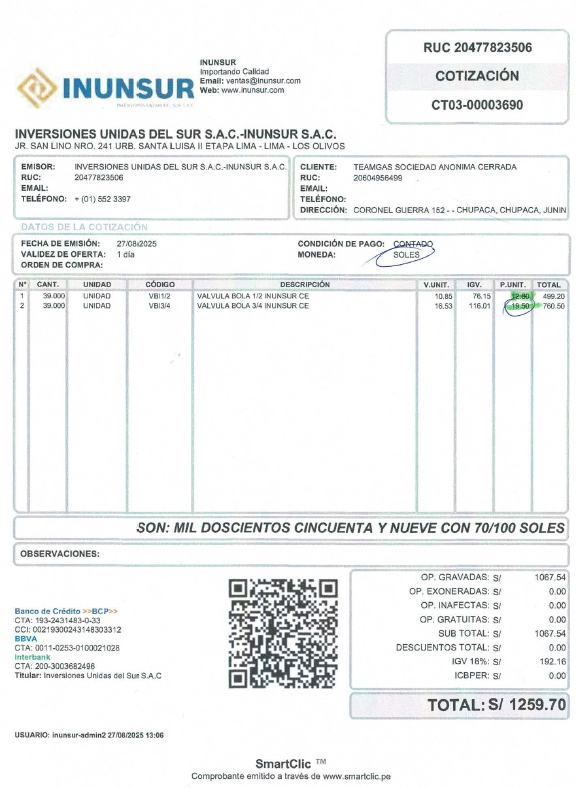 RUC 20477823506
COTIZACIÓN
CT03-00003690
INUNSUR
INUNSUR
Importando Calidad
Email: ventas@inunsur.com
Web: www.inunsur.com
INVERSIONES UNIDAS DEL SUR S.A.C.-INUNSUR S.A.C.
JR. SAN LINO NRO. 241 URB. SANTA LUISA II ETAPA LIMA - LIMA - LOS OLIVOS
EMISOR: INVERSIONES UNIDAS DEL SUR S.A.C.-INUNSUR S.A.C.
RUC: 20477823506
EMAIL:
TELÉFONO: + (01) 552 3397
CLIENTE: TEAMGAS SOCIEDAD ANONIMA CERRADA
RUC: 20604956499
EMAIL:
TELÉFONO:
DIRECCIÓN: CORONEL GUERRA 152 - - CHUPACA, CHUPACA, JUNIN
DATOS DE LA COTIZACIÓN
FECHA DE EMISIÓN: 27/08/2025
VALIDEZ DE OFERTA: 1 día
ORDEN DE COMPRA:
CONDICIÓN DE PAGO: CONTADO
MONEDA: SOLES
N° CANT. UNIDAD CÓDIGO DESCRIPCIÓN V.UNIT. IGV. P.UNIT. TOTAL
1 39.000 UNIDAD VBI1/2 VALVULA BOLA 1/2 INUNSUR CE 10.85 76.15 12.80 499.20
2 39.000 UNIDAD VBI3/4 VALVULA BOLA 3/4 INUNSUR CE 16.53 116.01 19.50 760.50
SON: MIL DOSCIENTOS CINCUENTA Y NUEVE CON 70/100 SOLES
OBSERVACIONES:
Banco de Crédito >>BCP>>
CTA: 193-2431483-0-33
CCI: 00219300243148303312
BBVA
CTA: 0011-0253-0100021028
Interbank
CTA: 200-3003682496
Titular: Inversiones Unidas del Sur S.A.C
OP. GRAVADAS: S/ 1067.54
OP. EXONERADAS: S/ 0.00
OP. INAFECTAS: S/ 0.00
OP. GRATUITAS: S/ 0.00
SUB TOTAL: S/ 1067.54
DESCUENTOS TOTAL: S/ 0.00
IGV 18%: S/ 192.16
ICBPER: S/ 0.00
TOTAL: S/ 1259.70
USUARIO: inunsur-admin2 27/08/2025 13:06
SmartClic ™
Comprobante emitido a través de www.smartclic.pe